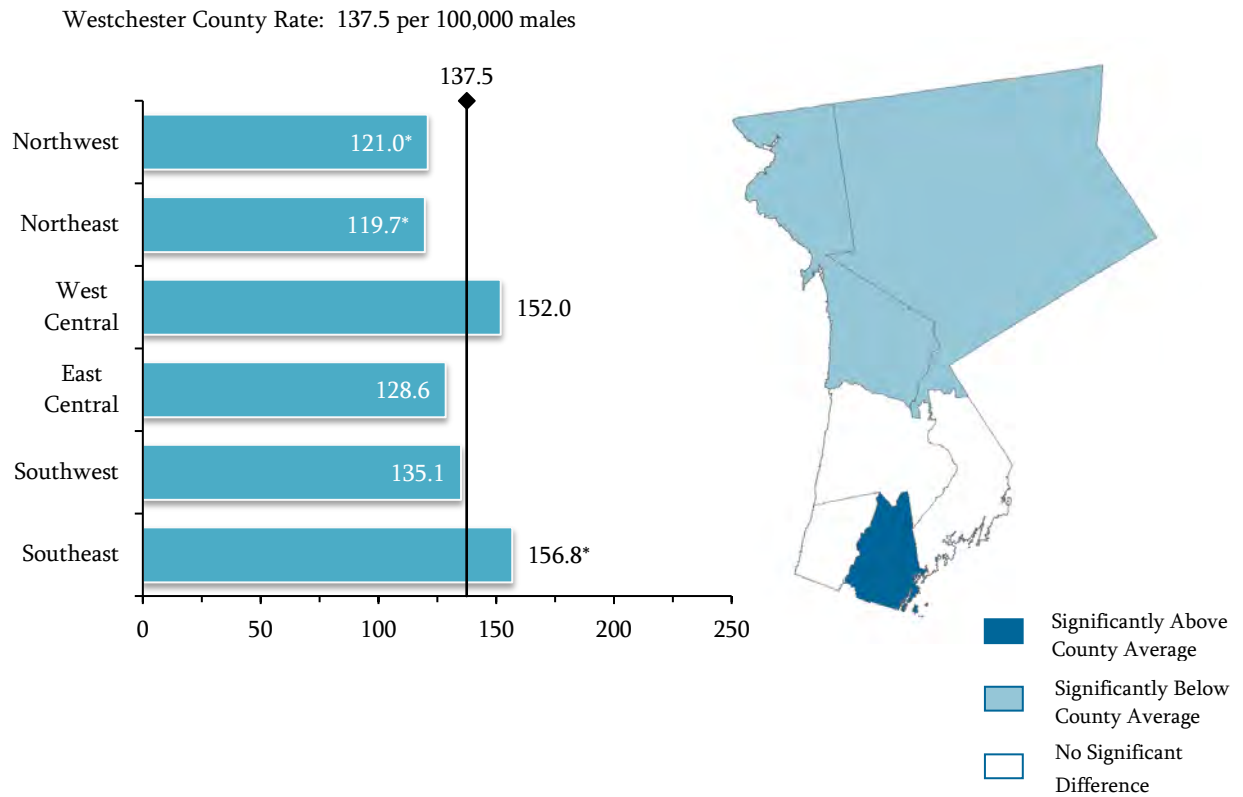 Westchester County Rate: 137.5 per 100,000 males
137.5
Northwest
121.0*
Northeast
119.7*
West
Central
152.0
East
Central
128.6
Southwest
135.1
Southeast
156.8*
0 50 100 150 200 250
Significantly Above
County Average
Significantly Below
County Average
No Significant
Difference